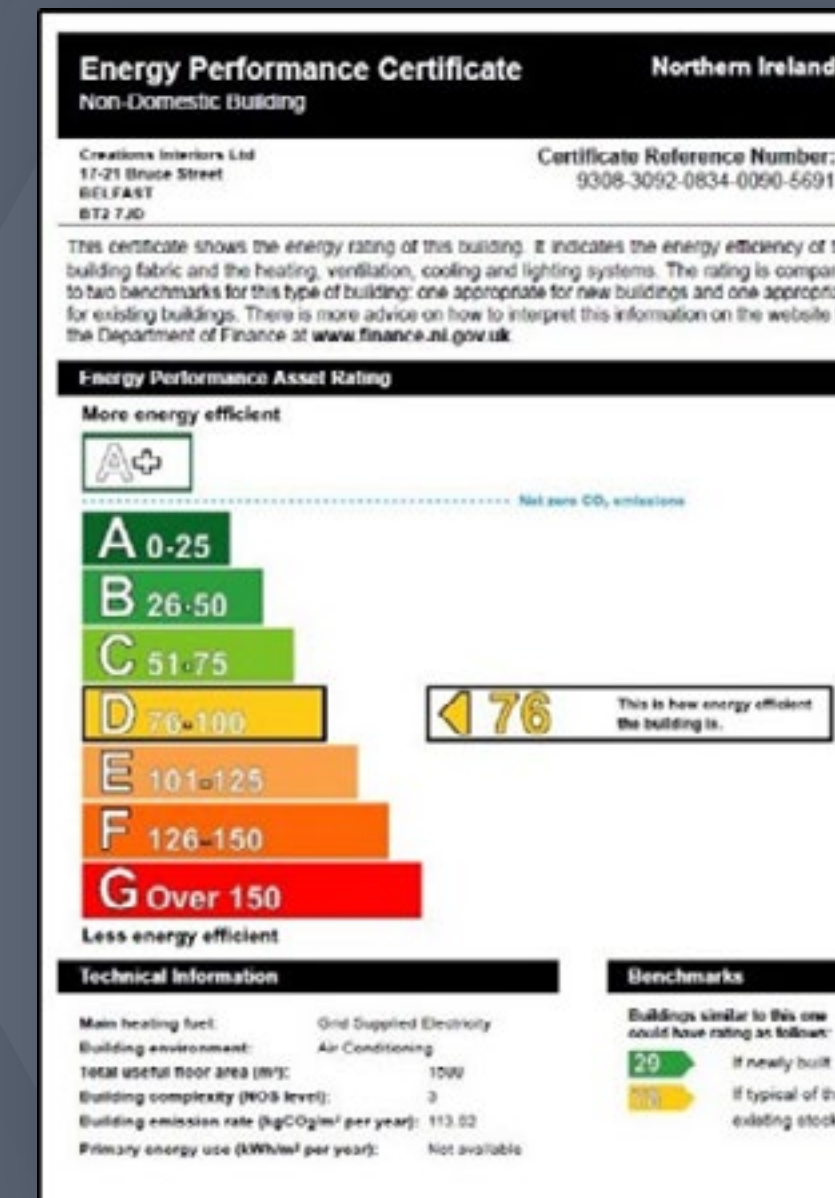 Energy Performance Certificate
Northern Ireland
Non-Domestic Building
Creations Interiors Ltd
17-21 Bruce Street
BELFAST
BT2 7JD
Certificate Reference Number:
9308-3092-0834-0090-5691
This certificate shows the energy rating of this building. It indicates the energy efficiency of t
building fabric and the heating, ventilation, cooling and lighting systems. The rating is compar
to two benchmarks for this type of building: one appropriate for new buildings and one appropria
for existing buildings. There is more advice on how to interpret this information on the website
the Department of Finance at www.finance.ni.gov.uk
Energy Performance Asset Rating
More energy efficient
A+
Net zero CO₂ emissions
A 0-25
B 26-50
C 51-75
D 76-100
76
This is how energy efficient
the building is.
E 101-125
F 126-150
G Over 150
Less energy efficient
Technical Information
Main heating fuel: Grid Supplied Electricity
Building environment: Air Conditioning
Total useful floor area (m²):
Building complexity (NOS level): 3
Building emission rate (kgCO₂/m² per year): 113.02
Primary energy use (kWh/m² per year): Not available
Benchmarks
Buildings similar to this one
could have rating as follows:
29 If newly built
If typical of th
existing stock